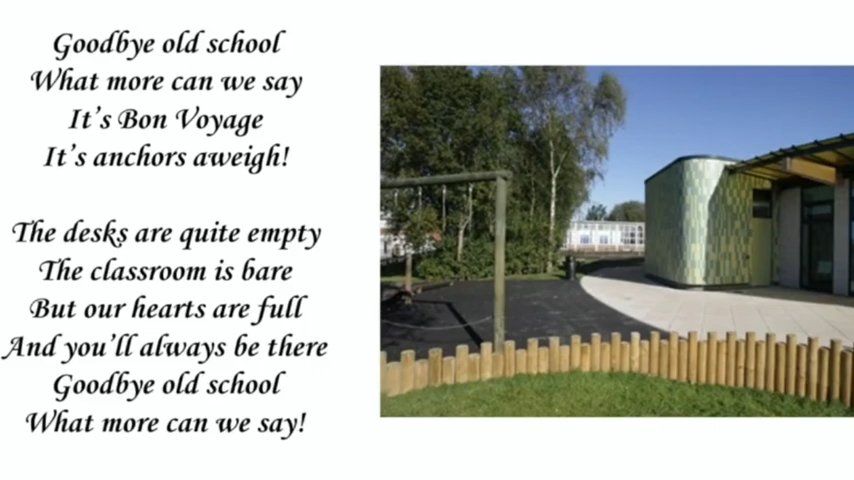 Goodbye old school
What more can we say
It's Bon Voyage
It's anchors aweigh!
The desks are quite empty
The classroom is bare
But our hearts are full
And you'll always be there
Goodbye old school
What more can we say!